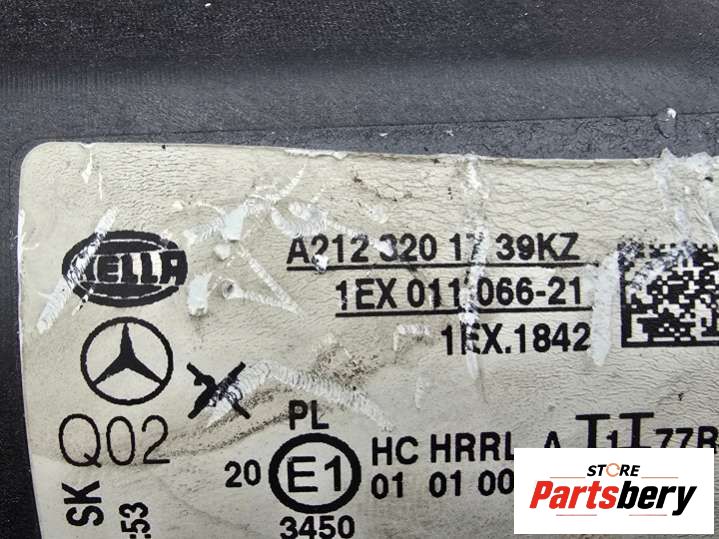 HELLA
A212 320 17 39KZ
1EX 011 066-21
1EX.1842
Q02
PL
HC HRRL A
77R
20 E1
01 01 00
3450
SK
53
STORE
Partsbery